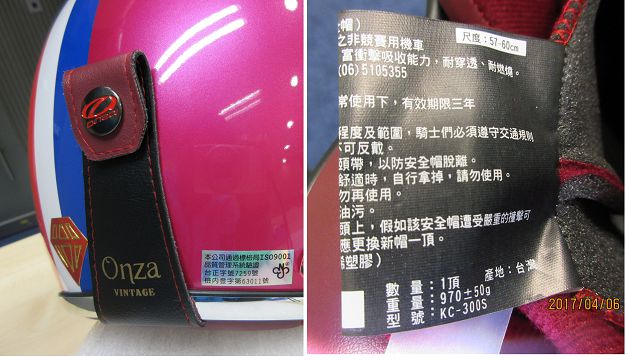 Onza
VINTAGE
本公司通過標檢局ISO9001
品質管理系統驗證
台正字號7259號
檢內登字第63011號
帽)
之非競賽用機車
富衝擊吸收能力，耐穿透、耐燃燒。
(06)5105355
尺度：57-60cm
常使用下，有效期限三年
程度及範圍，騎士們必須遵守交通規則
不可反戴。
頭帶，以防安全帽脫離。
舒適時，自行拿掉，請勿使用。
勿再使用。
油污。
頭上，假如該安全帽遭受嚴重的撞擊可
應更換新帽一頂。
塑膠)
數量：1頂
產地：台灣
重量：970±50g
型號：KC-300S
2017/04/06